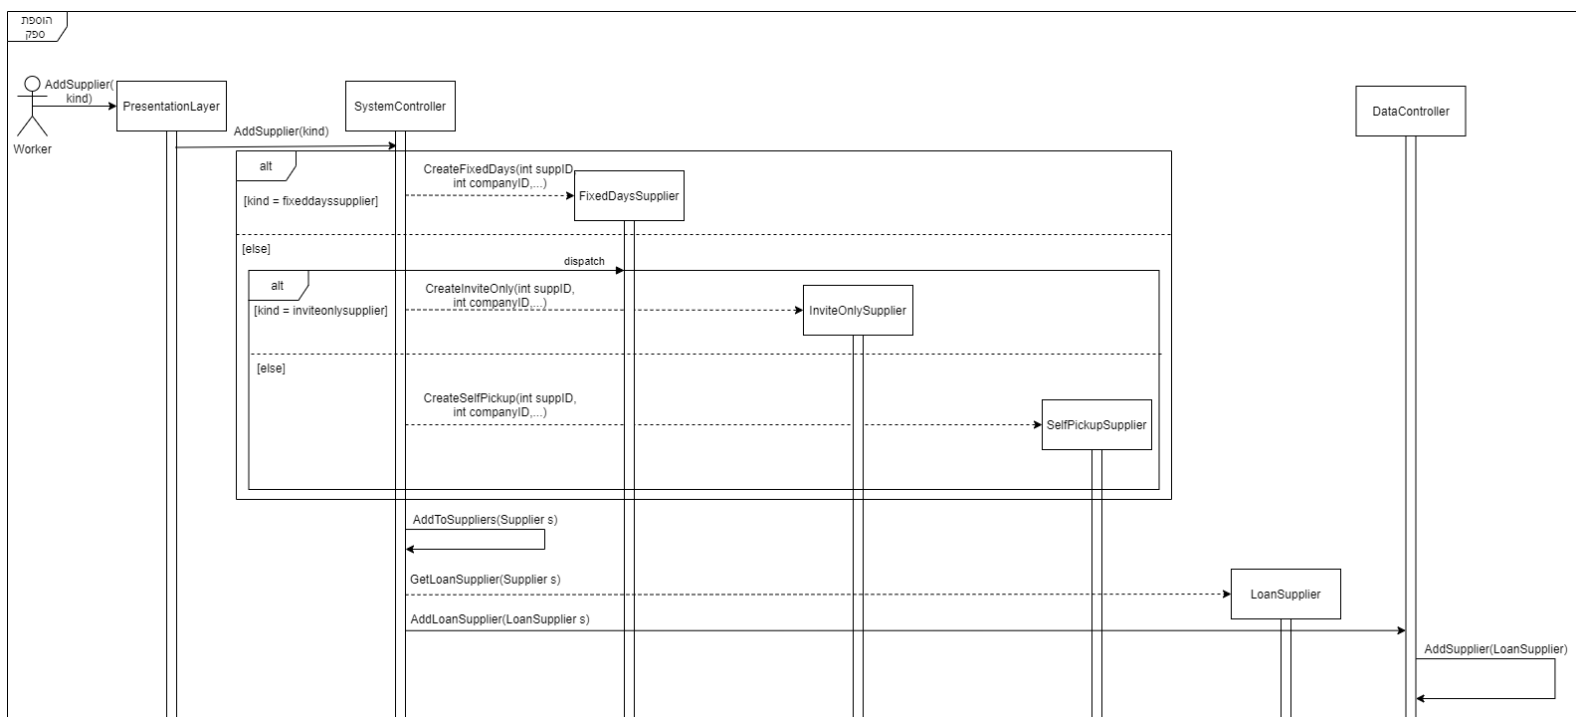 הוספת
ספק
AddSupplier(
kind)
Worker
PresentationLayer
SystemController
DataController
AddSupplier(kind)
alt
[kind = fixeddayssupplier]
CreateFixedDays(int suppID,
int companyID,...)
FixedDaysSupplier
[else]
dispatch
alt
[kind = inviteonlysupplier]
CreateInviteOnly(int suppID,
int companyID,...)
InviteOnlySupplier
[else]
CreateSelfPickup(int suppID,
int companyID,...)
SelfPickupSupplier
AddToSuppliers(Supplier s)
GetLoanSupplier(Supplier s)
LoanSupplier
AddLoanSupplier(LoanSupplier s)
AddSupplier(LoanSupplier)